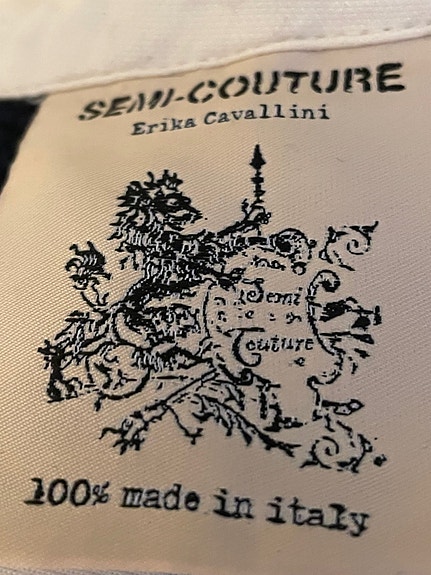 SEMI-COUTURE
Erika Cavallini
Semi
Couture
100% made in italy